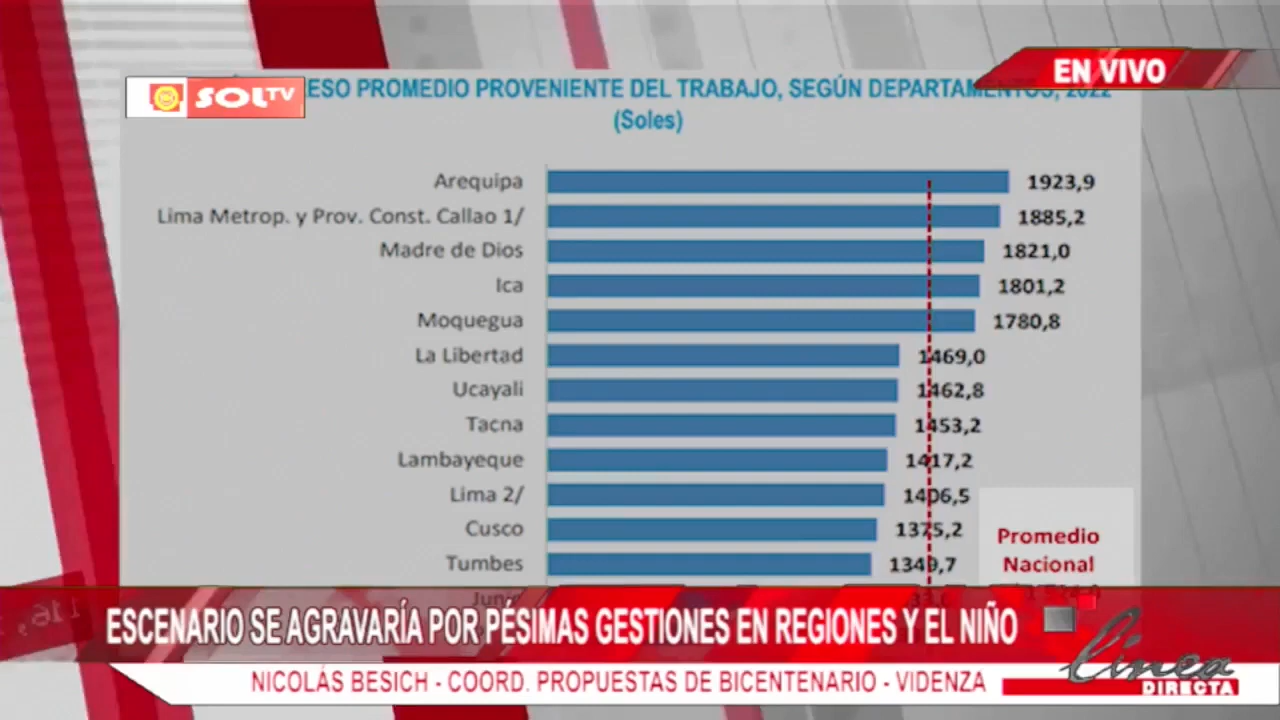 EN VIVO
SOLTV
ESO PROMEDIO PROVENIENTE DEL TRABAJO, SEGÚN DEPARTAMENTOS, 2022
(Soles)
Arequipa 1923,9
Lima Metrop. y Prov. Const. Callao 1/ 1885,2
Madre de Dios 1821,0
Ica 1801,2
Moquegua 1780,8
La Libertad 1469,0
Ucayali 1462,8
Tacna 1453,2
Lambayeque 1417,2
Lima 2/ 1406,5
Cusco 1375,2
Tumbes 1349,7
Promedio
Nacional
Junín
ESCENARIO SE AGRAVARÍA POR PÉSIMAS GESTIONES EN REGIONES Y EL NIÑO
NICOLÁS BESICH - COORD. PROPUESTAS DE BICENTENARIO - VIDENZA
línea
DIRECTA